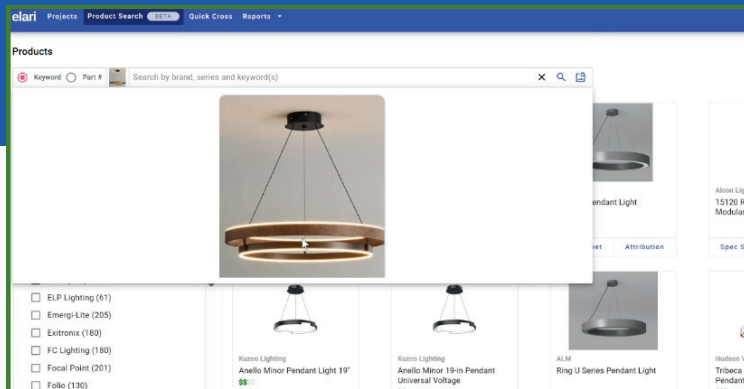 elari Projects Product Search BETA Quick Cross Reports
Products
Keyword Part # Search by brand, series and keyword(s)
Pendant Light
Alcon
15120
Modular
Attribution
Spec
ELP Lighting (61)
Emergi-Lite (205)
Exitronix (180)
FC Lighting (180)
Focal Point (201)
Folio (130)
Kuzco Lighting
Anello Minor Pendant Light 19"
$$
Kuzco Lighting
Anello Minor 19-in Pendant
Universal Voltage
ALM
Ring U Series Pendant Light
Hudson
Tribeca
Pendant